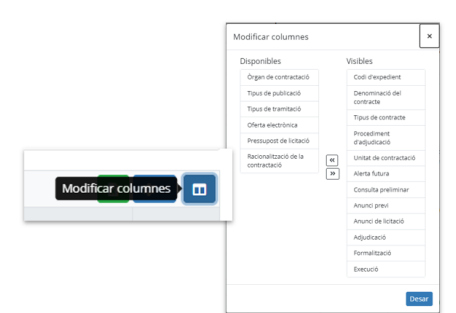 Modificar columnes
×
Disponibles
Òrgan de contractació
Tipus de publicació
Tipus de tramitació
Oferta electrònica
Pressupost de licitació
Racionalització de la
contractació
«
»
Visibles
Codi d'expedient
Denominació del
contracte
Tipus de contracte
Procediment
d'adjudicació
Unitat de contractació
Alerta futura
Consulta preliminar
Anunci previ
Anunci de licitació
Adjudicació
Formalització
Execució
Desar
Modificar columnes